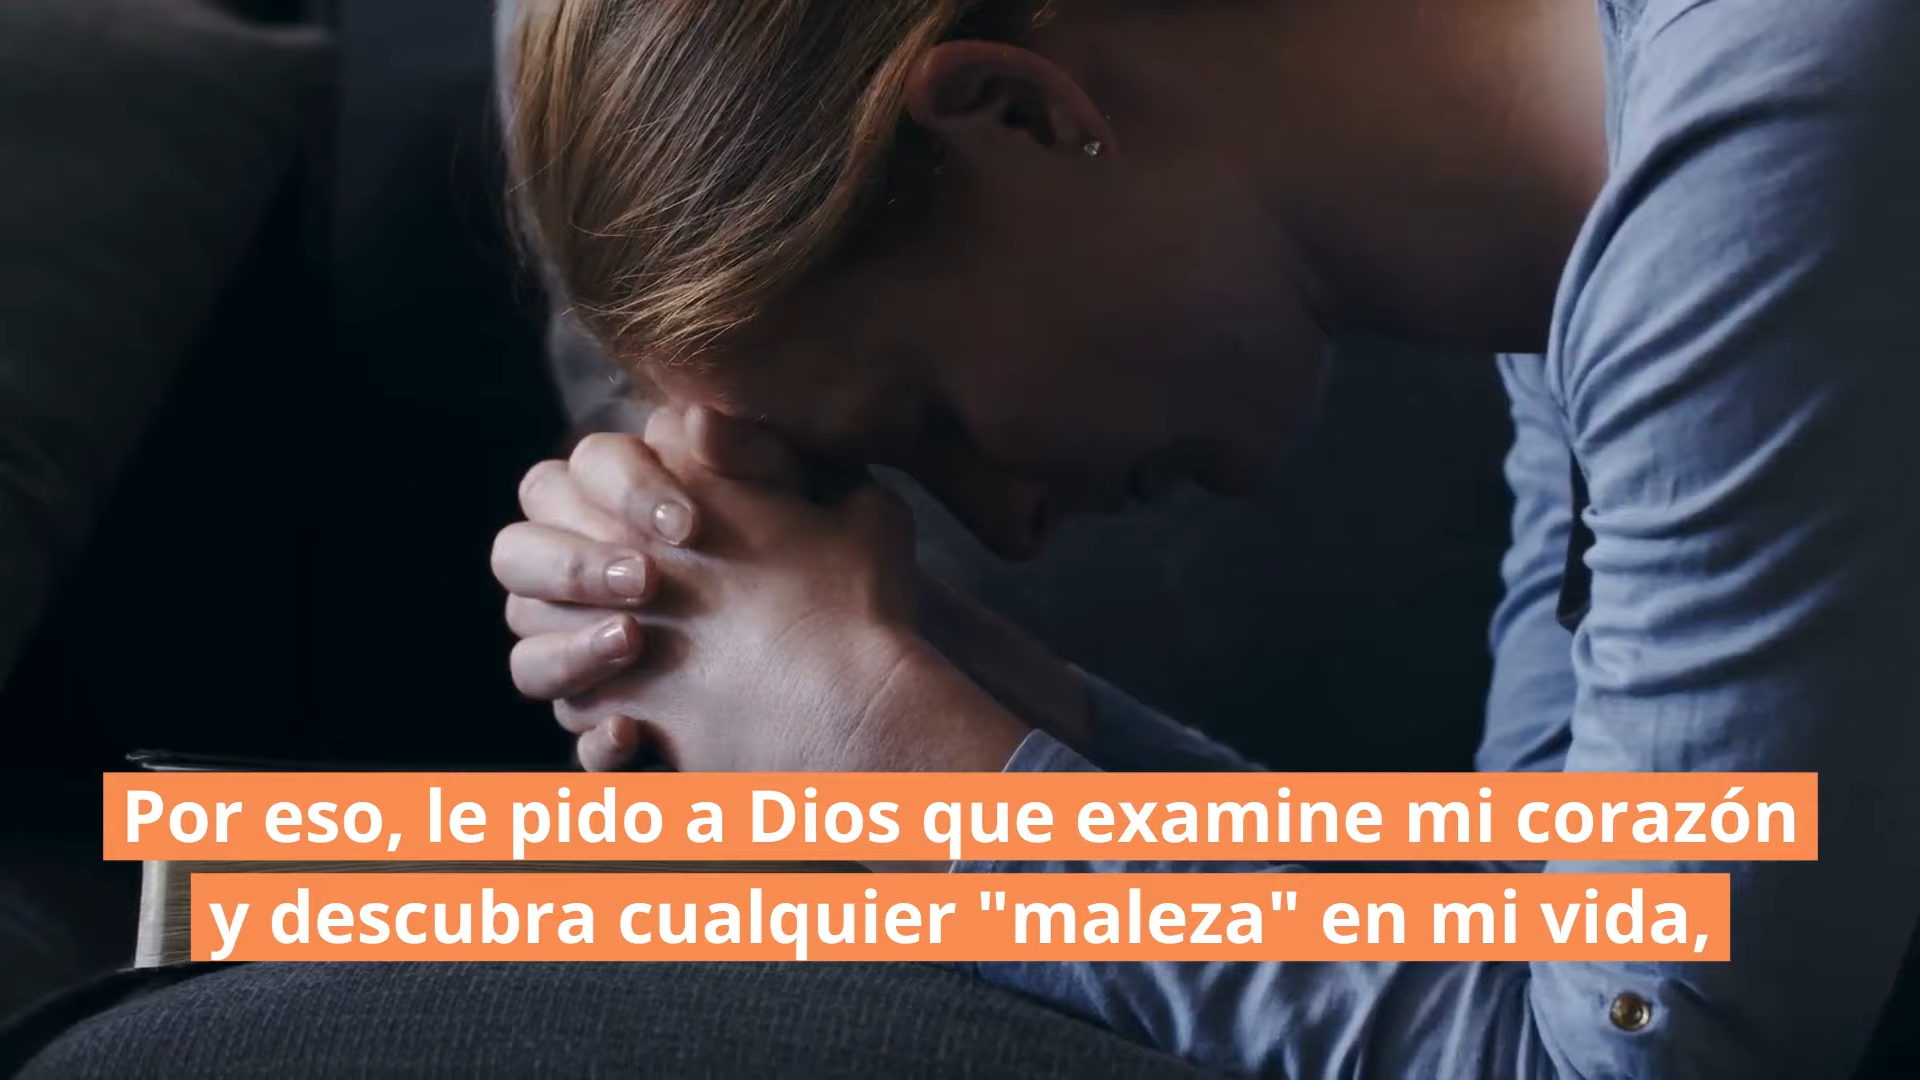 Por eso, le pido a Dios que examine mi corazón
y descubra cualquier "maleza" en mi vida,